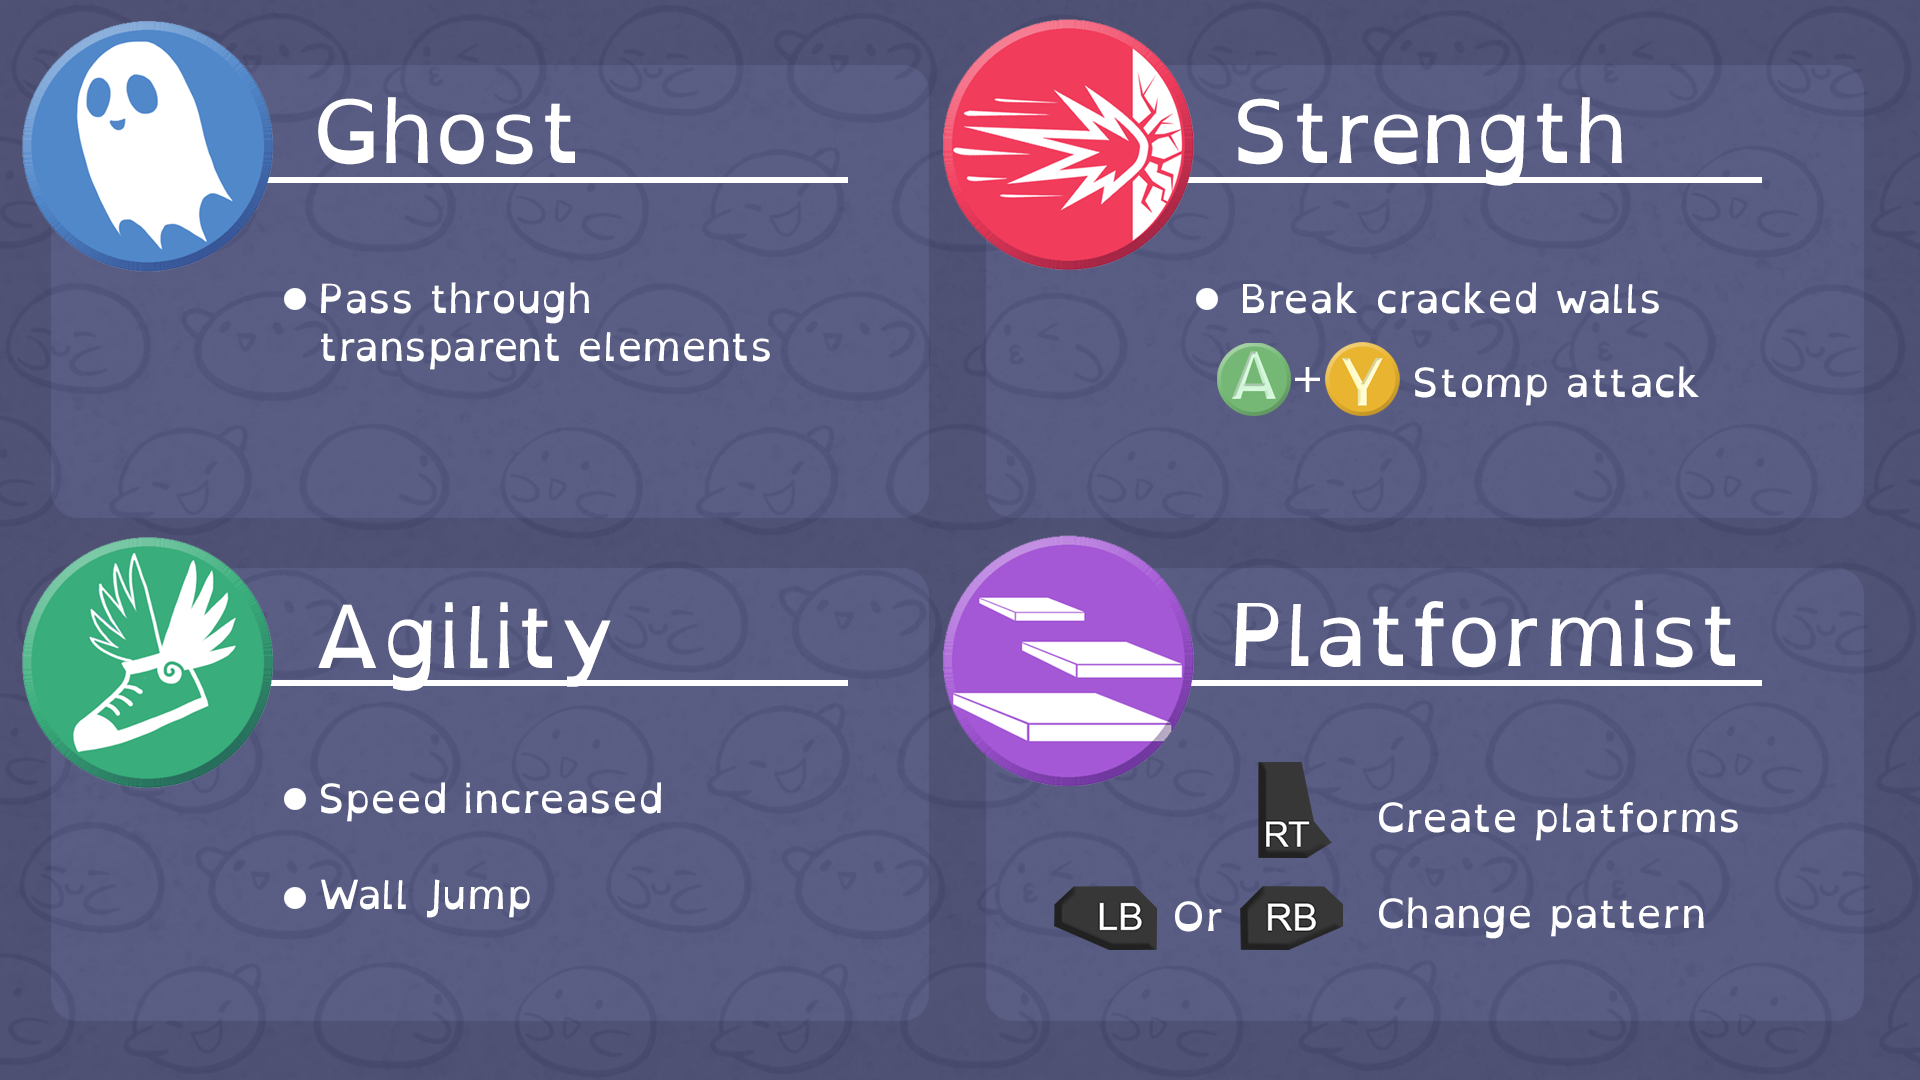 Ghost
Pass through
transparent elements
Strength
Break cracked walls
A + Y Stomp attack
Agility
Speed increased
Wall Jump
Platformist
RT Create platforms
LB Or RB Change pattern